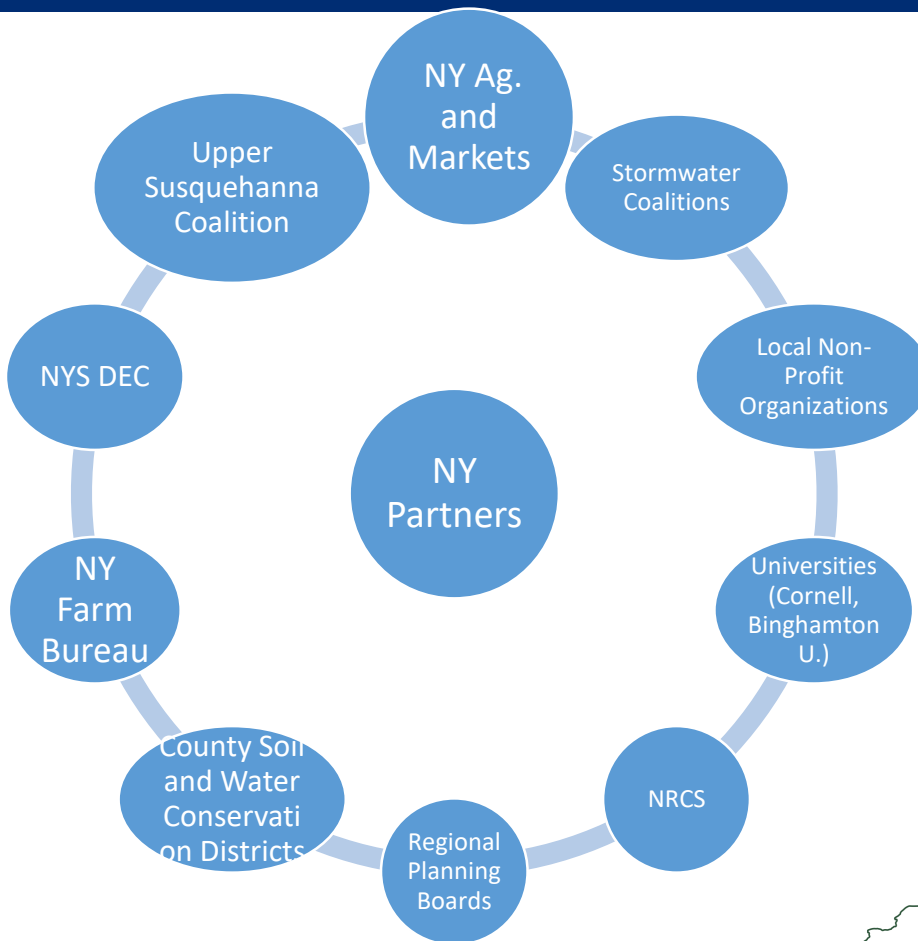 NY Ag.
and
Markets
Upper
Susquehanna
Coalition
Stormwater
Coalitions
NYS DEC
Local Non-
Profit
Organizations
NY
Partners
NY
Farm
Bureau
Universities
(Cornell,
Binghamton
U.)
County Soil
and Water
Conservati
on Districts
NRCS
Regional
Planning
Boards